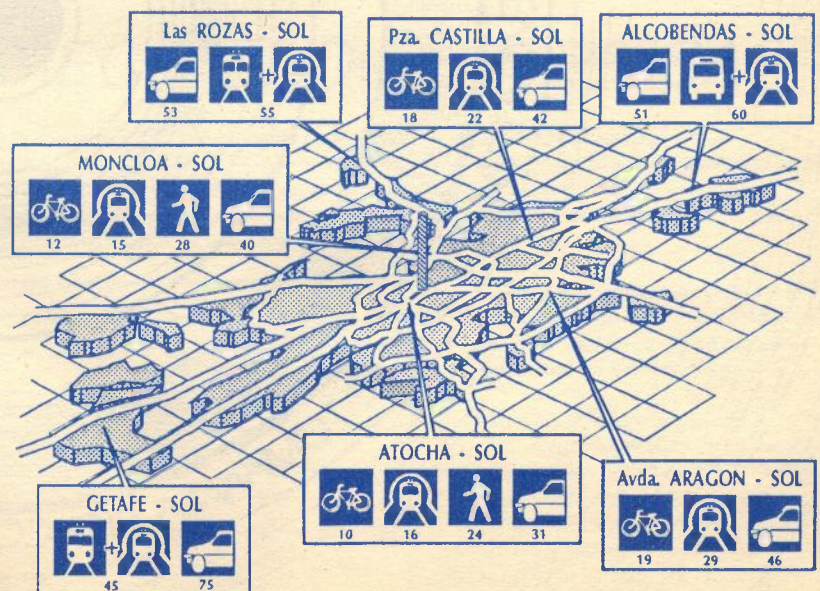 Las ROZAS - SOL
+
53 55
Pza. CASTILLA - SOL
18 22 42
ALCOBENDAS - SOL
+
51 60
MONCLOA - SOL
12 15 28 40
ATOCHA - SOL
10 16 24 31
Avda. ARAGON - SOL
19 29 46
GETAFE - SOL
+
45 75